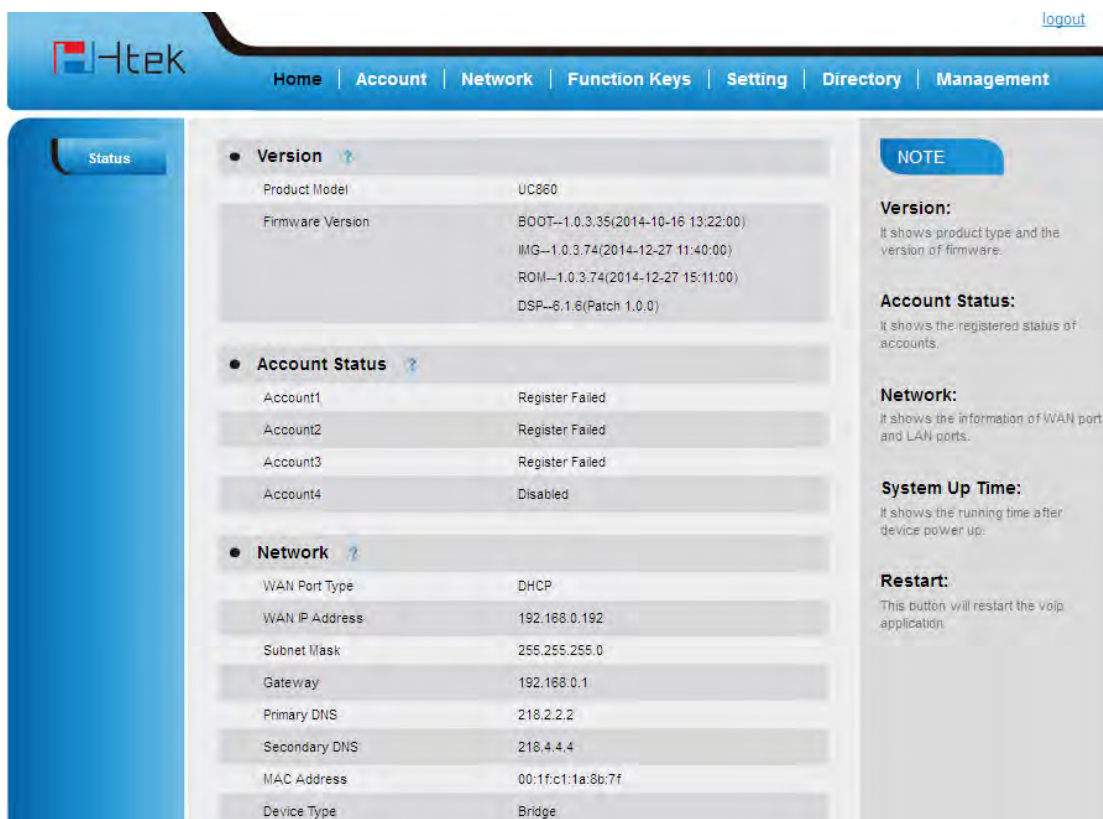 logout
Htek
Home | Account | Network | Function Keys | Setting | Directory | Management
Status
Version ?
Product Model UC860
Firmware Version BOOT--1.0.3.35(2014-10-16 13:22:00)
IMG--1.0.3.74(2014-12-27 11:40:00)
ROM--1.0.3.74(2014-12-27 15:11:00)
DSP--6.1.6(Patch 1.0.0)
Account Status ?
Account1 Register Failed
Account2 Register Failed
Account3 Register Failed
Account4 Disabled
Network ?
WAN Port Type DHCP
WAN IP Address 192.168.0.192
Subnet Mask 255.255.255.0
Gateway 192.168.0.1
Primary DNS 218.2.2.2
Secondary DNS 218.4.4.4
MAC Address 00:1f:c1:1a:8b:7f
Device Type Bridge
NOTE
Version:
It shows product type and the
version of firmware.
Account Status:
It shows the registered status of
accounts.
Network:
It shows the information of WAN port
and LAN ports.
System Up Time:
It shows the running time after
device power up.
Restart:
This button will restart the voip
application